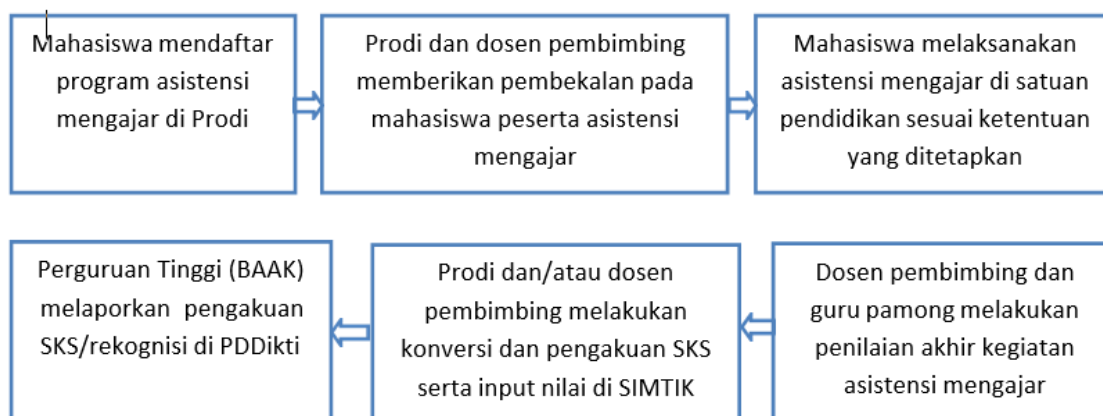 Mahasiswa mendaftar
program asistensi
mengajar di Prodi
Prodi dan dosen pembimbing
memberikan pembekalan pada
mahasiswa peserta asistensi
mengajar
Mahasiswa melaksanakan
asistensi mengajar di satuan
pendidikan sesuai ketentuan
yang ditetapkan
Dosen pembimbing dan
guru pamong melakukan
penilaian akhir kegiatan
asistensi mengajar
Prodi dan/atau dosen
pembimbing melakukan
konversi dan pengakuan SKS
serta input nilai di SIMTIK
Perguruan Tinggi (BAAK)
melaporkan pengakuan
SKS/rekognisi di PDDikti